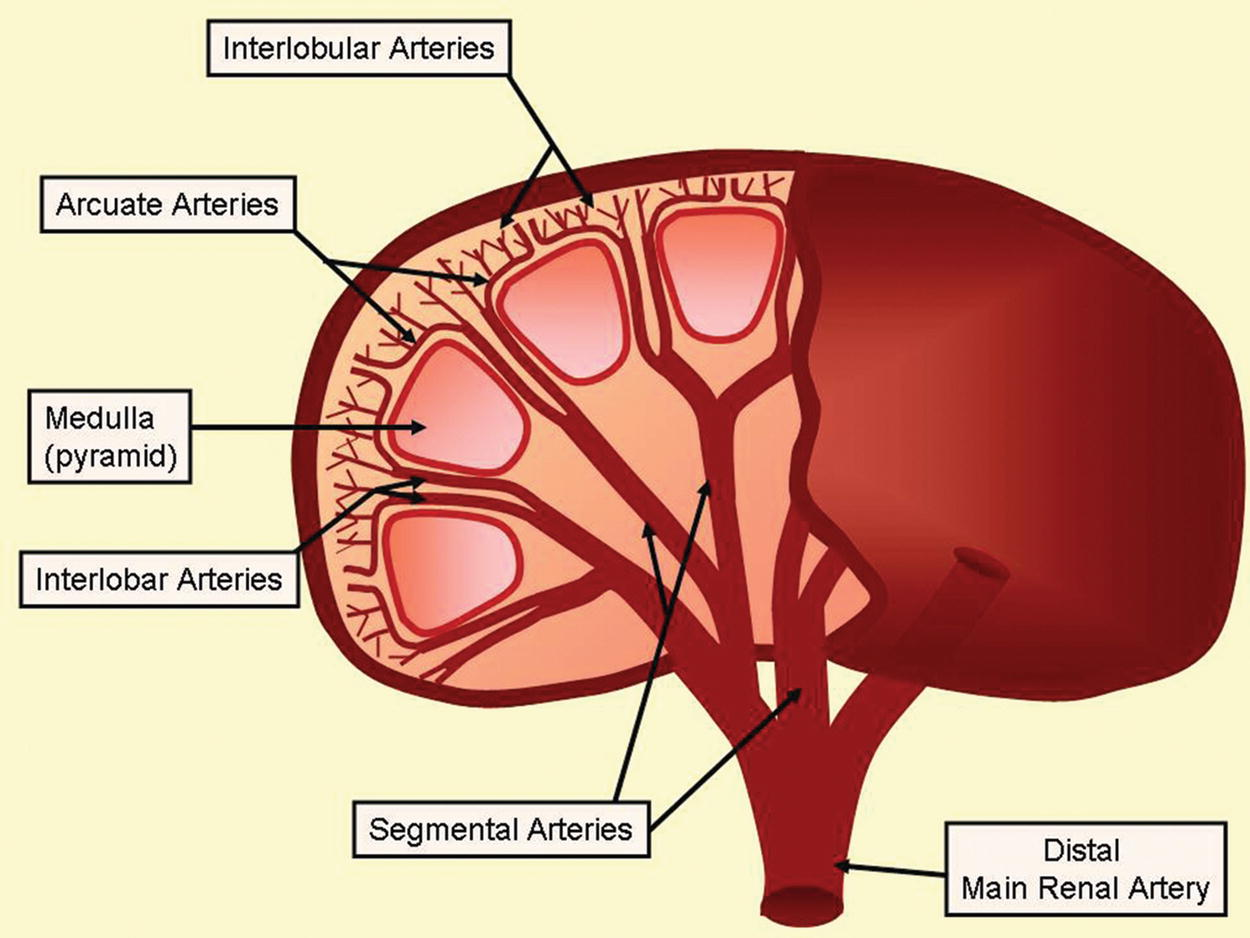 Interlobular Arteries
Arcuate Arteries
Medulla
(pyramid)
Interlobar Arteries
Segmental Arteries
Distal
Main Renal Artery